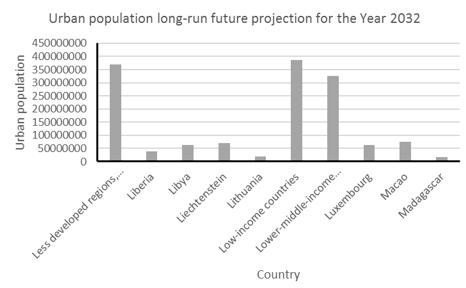 Urban population long-run future projection for the Year 2032
Urban population
450000000
400000000
350000000
300000000
250000000
200000000
150000000
100000000
50000000
0
Less developed regions,...
Liberia
Libya
Liechtenstein
Lithuania
Low-income countries
Lower-middle-income...
Luxembourg
Macao
Madagascar
Country